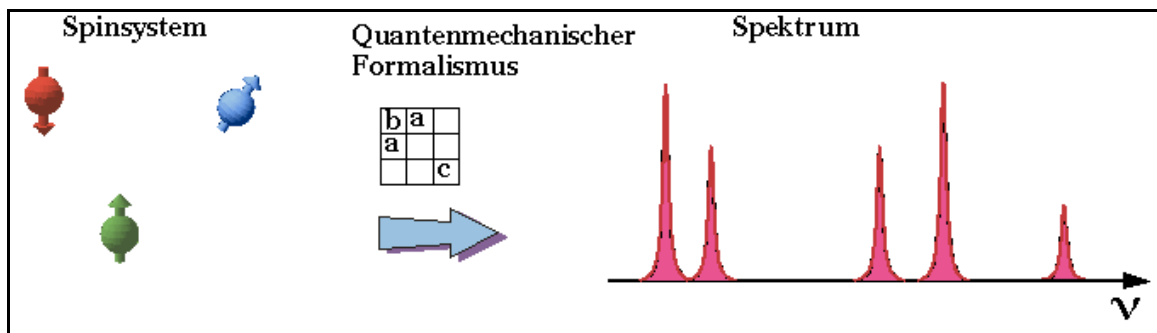 Spinsystem
Quantenmechanischer
Formalismus
Spektrum
b a
a
c
ν